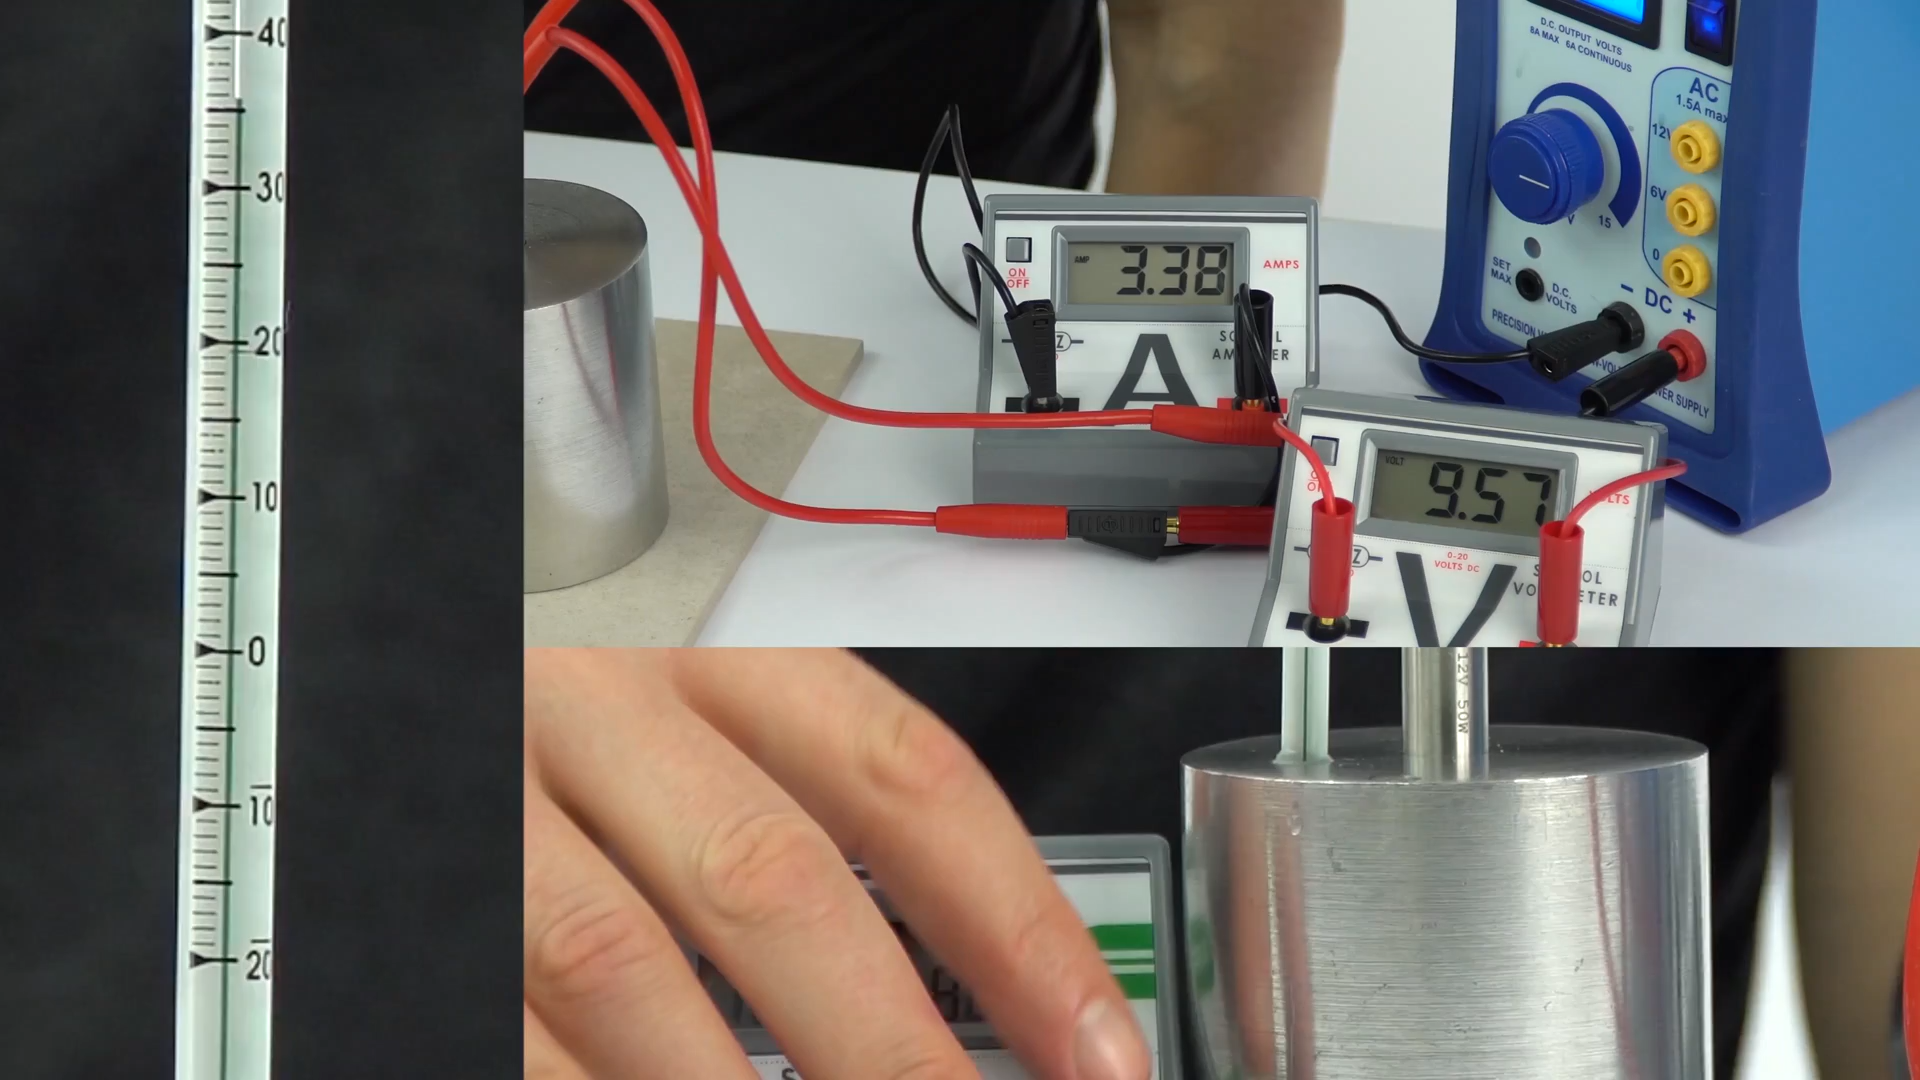 40
30
20
10
0
10
20
D.C. OUTPUT VOLTS
8A MAX 6A CONTINUOUS
AC
1.5A max
12V
6V
0
V
15
SET
MAX
D.C.
VOLTS
- DC +
PRECISION
SUPPLY
ON
OFF
AMP
3.38
AMPS
A
VOLT
9.57
0-20
VOLTS DC
V
12V 50W